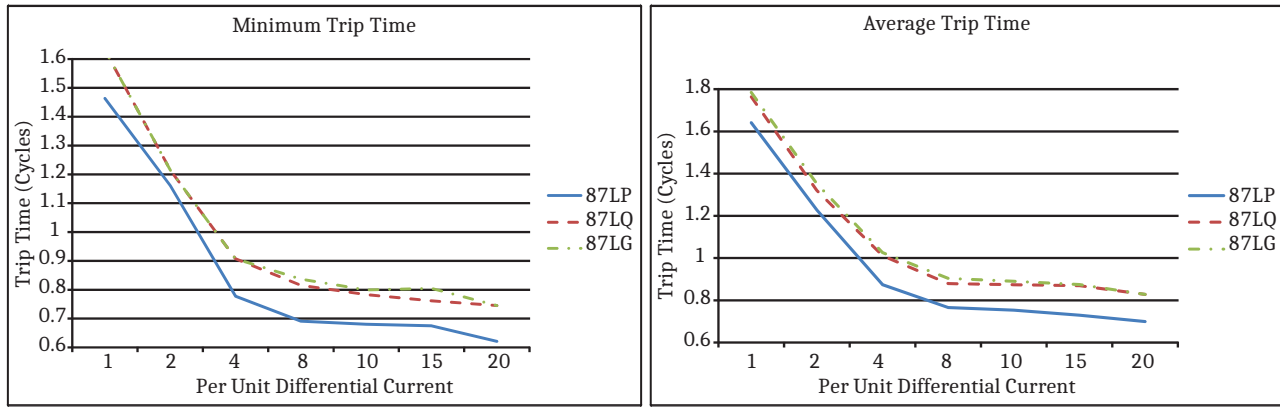 Minimum Trip Time
Trip Time (Cycles)
1.6
1.5
1.4
1.3
1.2
1.1
1
0.9
0.8
0.7
0.6
1 2 4 8 10 15 20
Per Unit Differential Current
87LP
87LQ
87LG
Average Trip Time
Trip Time (Cycles)
1.8
1.6
1.4
1.2
1
0.8
0.6
1 2 4 8 10 15 20
Per Unit Differential Current
87LP
87LQ
87LG